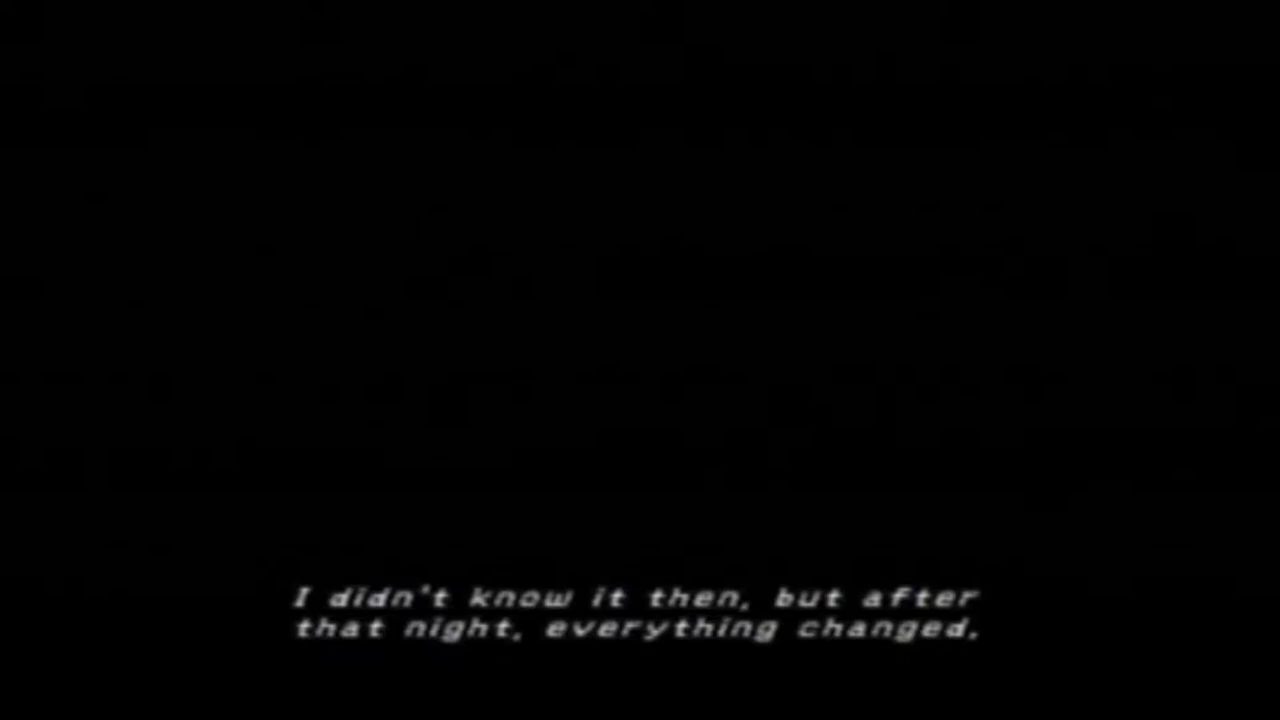 I didn't know it then, but after
that night, everything changed.